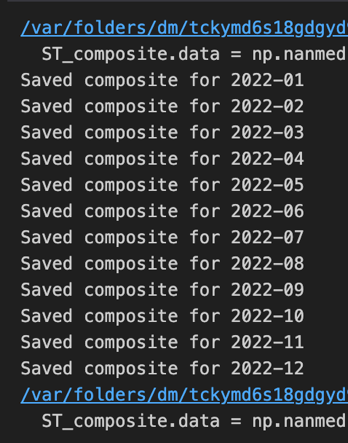 /var/folders/dm/tckymd6s18gdgyd
ST_composite.data = np.nanmed
Saved composite for 2022-01
Saved composite for 2022-02
Saved composite for 2022-03
Saved composite for 2022-04
Saved composite for 2022-05
Saved composite for 2022-06
Saved composite for 2022-07
Saved composite for 2022-08
Saved composite for 2022-09
Saved composite for 2022-10
Saved composite for 2022-11
Saved composite for 2022-12
/var/folders/dm/tckymd6s18gdgyd
ST_composite.data = np.nanmed